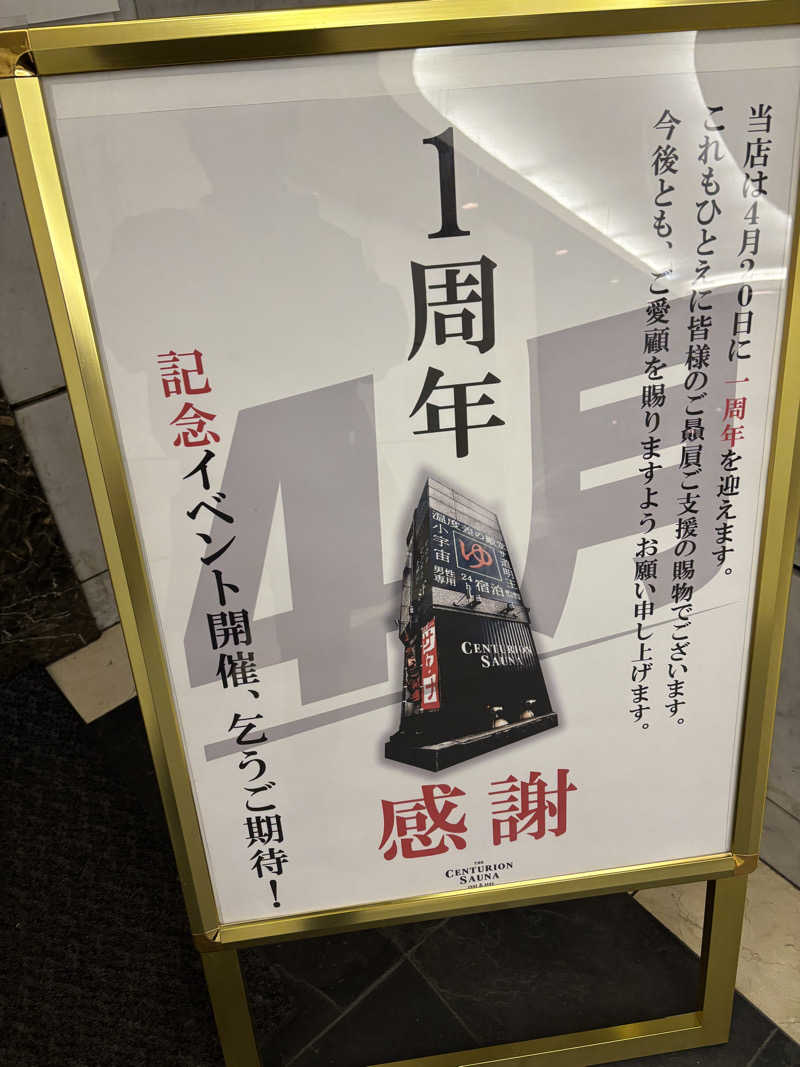 当店は4月20日に一周年を迎えます。
これもひとえに皆様のご贔屓ご支援の賜物でございます。
今後とも、ご愛顧を賜りますようお願い申し上げます。
1周年
4月
記念イベント開催、乞うご期待！
小宇宙
ゆ
男性専用
24
宿泊
サウナ
CENTURION
SAUNA
感謝
THE
CENTURION
SAUNA
REST & STAY